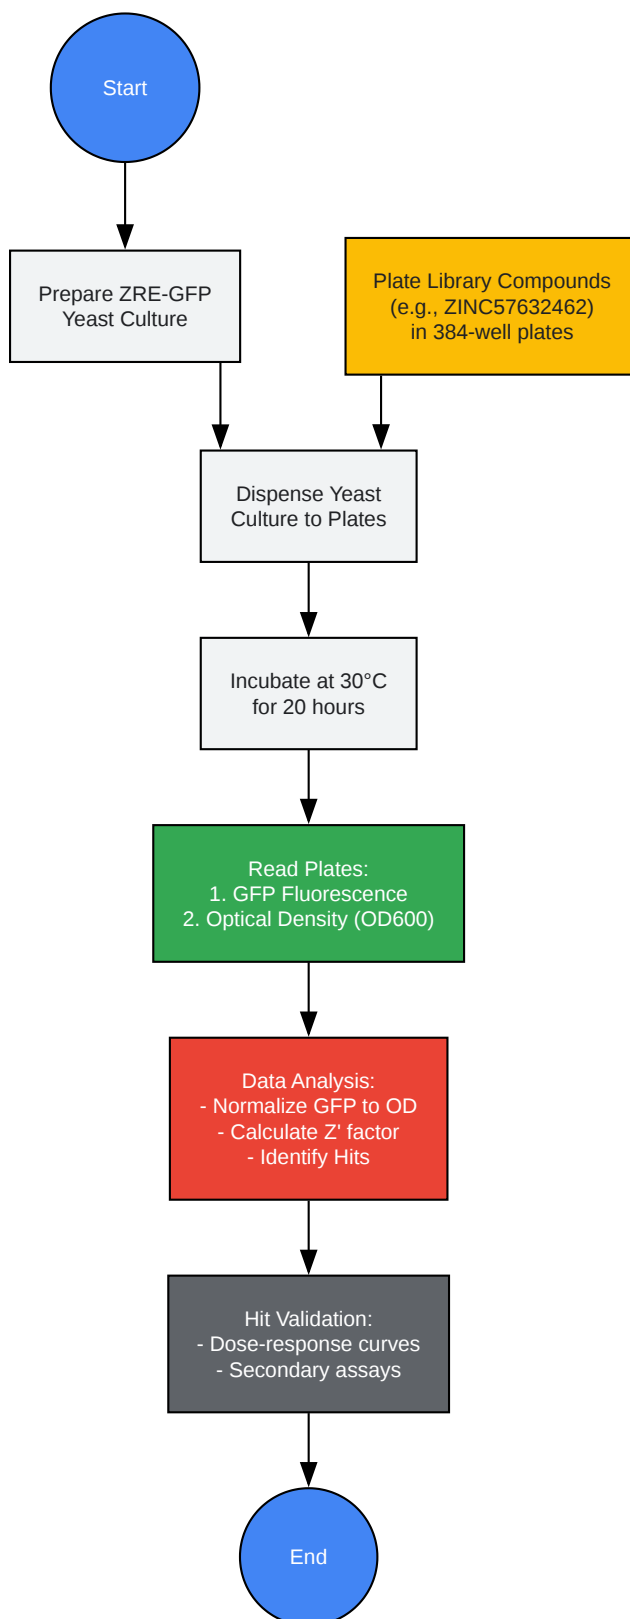 Start
Prepare ZRE-GFP
Yeast Culture
Plate Library Compounds
(e.g., ZINC57632462)
in 384-well plates
Dispense Yeast
Culture to Plates
Incubate at 30°C
for 20 hours
Read Plates:
1. GFP Fluorescence
2. Optical Density (OD600)
Data Analysis:
- Normalize GFP to OD
- Calculate Z' factor
- Identify Hits
Hit Validation:
- Dose-response curves
- Secondary assays
End